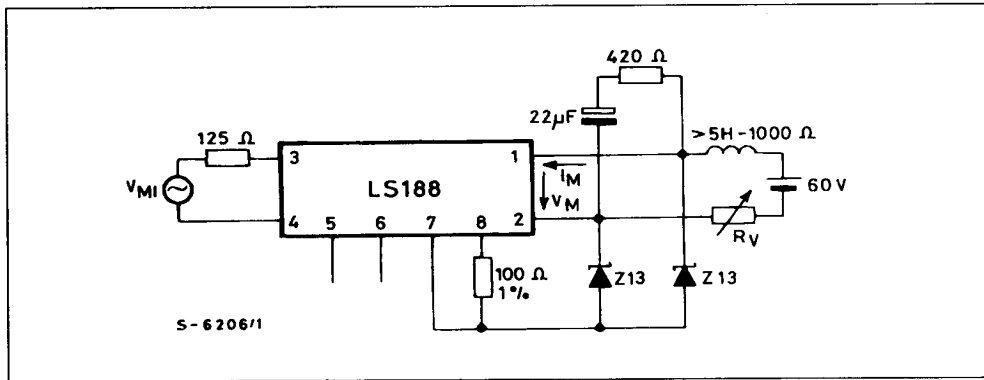 420 Ω
22µF
>5H-1000 Ω
125 Ω
3
1
I_M
60V
V_MI
LS188
V_M
4
5
6
7
8
2
R_V
100 Ω
1%
Z13
Z13
S-6206/1